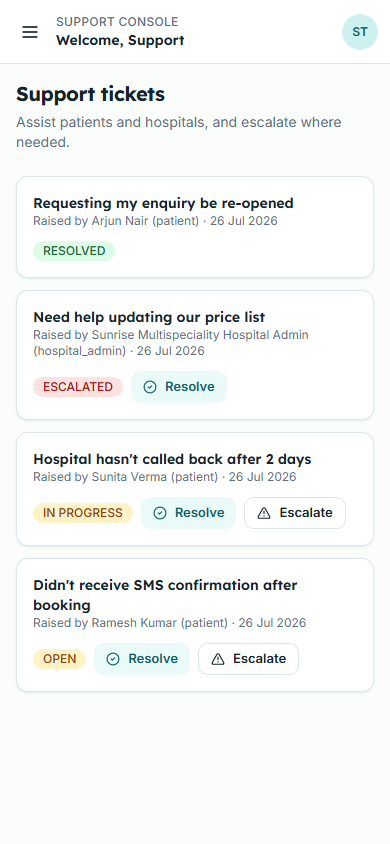 SUPPORT CONSOLE
Welcome, Support
ST
Support tickets
Assist patients and hospitals, and escalate where
needed.
Requesting my enquiry be re-opened
Raised by Arjun Nair (patient) · 26 Jul 2026
RESOLVED
Need help updating our price list
Raised by Sunrise Multispeciality Hospital Admin
(hospital_admin) · 26 Jul 2026
ESCALATED Resolve
Hospital hasn't called back after 2 days
Raised by Sunita Verma (patient) · 26 Jul 2026
IN PROGRESS Resolve Escalate
Didn't receive SMS confirmation after
booking
Raised by Ramesh Kumar (patient) · 26 Jul 2026
OPEN Resolve Escalate